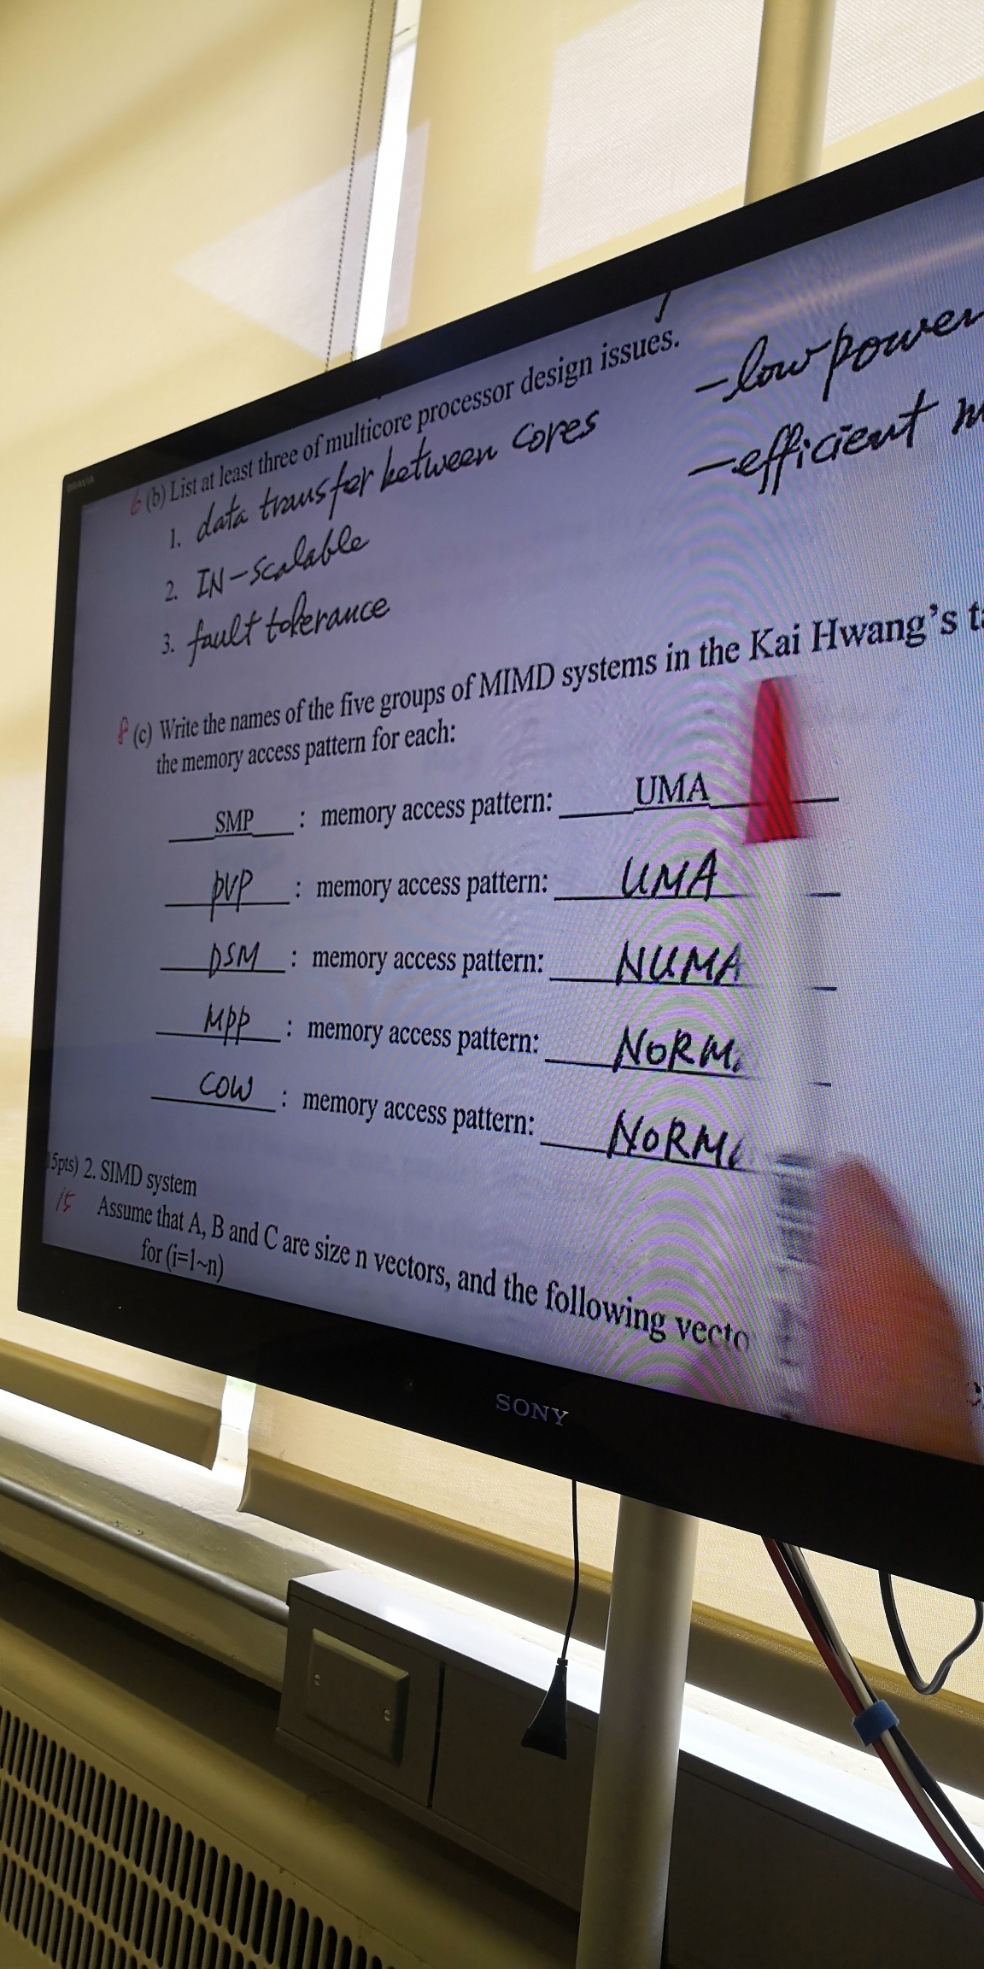 BRAVIA
6 (b) List at least three of multicore processor design issues.
1. data transfer between cores
2. IN-scalable
3. fault tolerance
-low power
-efficient
8 (c) Write the names of the five groups of MIMD systems in the Kai Hwang's
the memory access pattern for each:
SMP : memory access pattern: UMA
PVP : memory access pattern: UMA
DSM : memory access pattern: NUMA
MPP : memory access pattern: NORM
COW : memory access pattern: NORM
5pts) 2. SIMD system
15 Assume that A, B and C are size n vectors, and the following vecto
for (i=1~n)
SONY